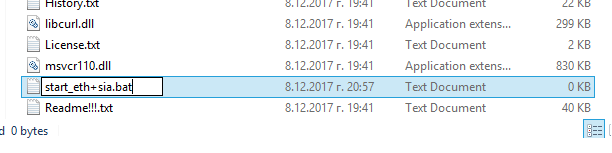 History.txt 8.12.2017 г. 19:41 Text Document 22 KB
libcurl.dll 8.12.2017 г. 19:41 Application extens... 299 KB
License.txt 8.12.2017 г. 19:41 Text Document 2 KB
msvcr110.dll 8.12.2017 г. 19:41 Application extens... 830 KB
start_eth+sia.bat 8.12.2017 г. 20:57 Text Document 0 KB
Readme!!!.txt 8.12.2017 г. 19:41 Text Document 40 KB
d 0 bytes